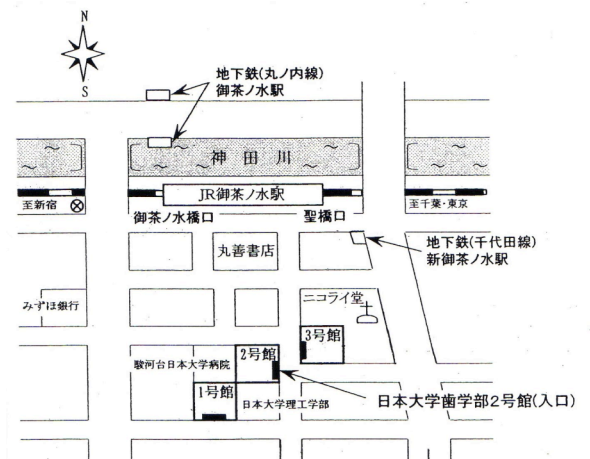 N
S
地下鉄(丸ノ内線)
御茶ノ水駅
神田川
JR御茶ノ水駅
至新宿
至千葉・東京
御茶ノ水橋口
聖橋口
丸善書店
地下鉄(千代田線)
新御茶ノ水駅
みずほ銀行
ニコライ堂
3号館
2号館
駿河台日本大学病院
1号館
日本大学理工学部
日本大学歯学部2号館(入口)